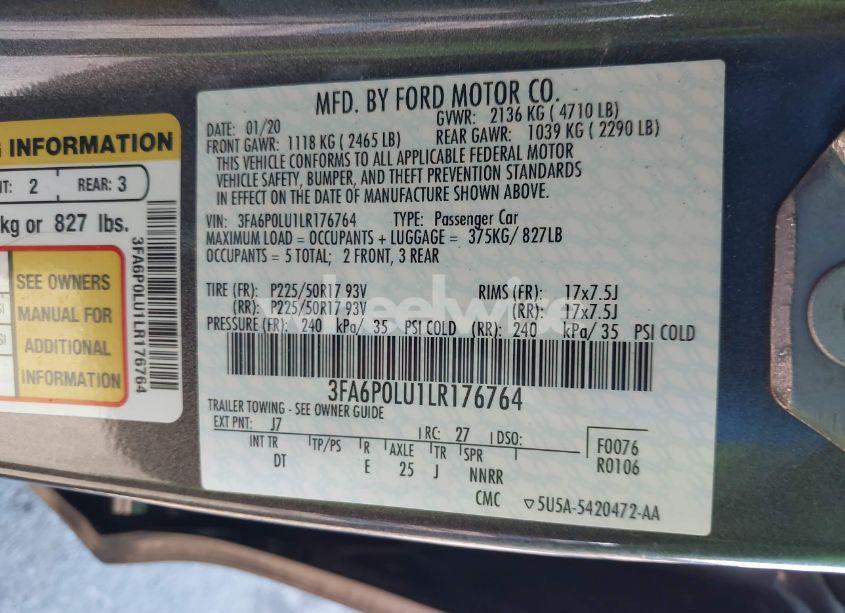 G INFORMATION
NT: 2 REAR: 3
kg or 827 lbs.
SEE OWNERS
MANUAL FOR
ADDITIONAL
INFORMATION
3FA6P0LU1LR176764
MFD. BY FORD MOTOR CO.
DATE: 01/20 GVWR: 2136 KG ( 4710 LB)
FRONT GAWR: 1118 KG ( 2465 LB) REAR GAWR: 1039 KG ( 2290 LB)
THIS VEHICLE CONFORMS TO ALL APPLICABLE FEDERAL MOTOR
VEHICLE SAFETY, BUMPER, AND THEFT PREVENTION STANDARDS
IN EFFECT ON THE DATE OF MANUFACTURE SHOWN ABOVE.
VIN: 3FA6P0LU1LR176764 TYPE: Passenger Car
MAXIMUM LOAD = OCCUPANTS + LUGGAGE = 375KG/ 827LB
OCCUPANTS = 5 TOTAL; 2 FRONT, 3 REAR
TIRE (FR): P225/50R17 93V RIMS (FR): 17x7.5J
(RR): P225/50R17 93V (RR): 17x7.5J
PRESSURE (FR): 240 kPa/ 35 PSI COLD (RR): 240 kPa/ 35 PSI COLD
3FA6P0LU1LR176764
TRAILER TOWING - SEE OWNER GUIDE
EXT PNT: J7 RC: 27 DSO:
INT TR TP/PS R AXLE TR SPR
DT E 25 J NNRR
F0076
R0106
CMC ▽5U5A-5420472-AA